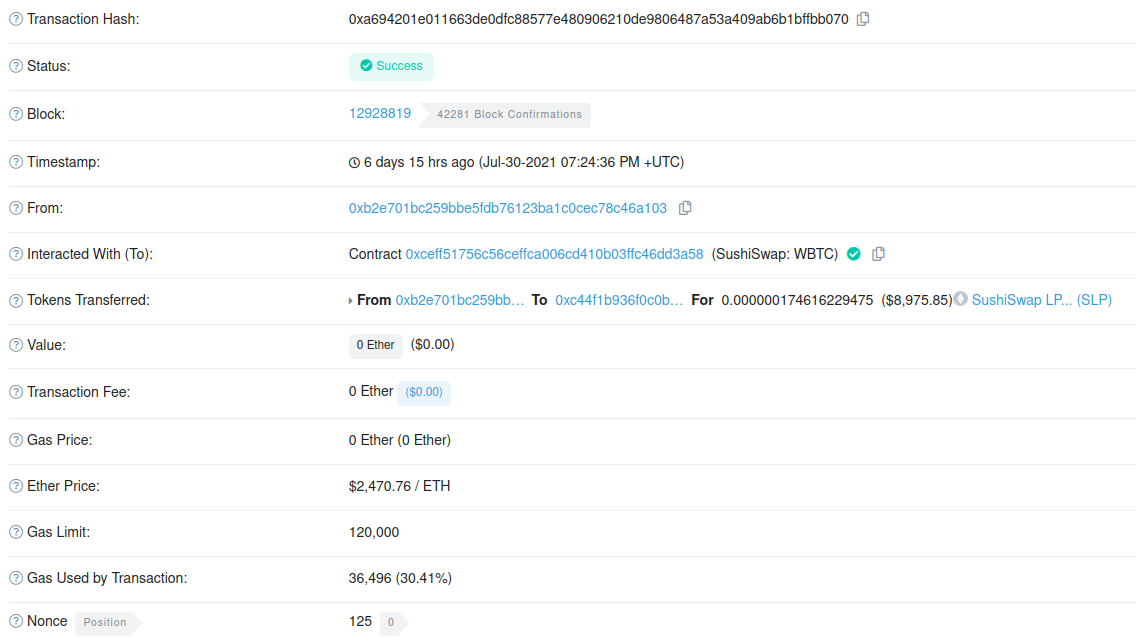 Transaction Hash: 0xa694201e011663de0dfc88577e480906210de9806487a53a409ab6b1bffbb070
Status: Success
Block: 12928819 42281 Block Confirmations
Timestamp: 6 days 15 hrs ago (Jul-30-2021 07:24:36 PM +UTC)
From: 0xb2e701bc259bbe5fdb76123ba1c0cec78c46a103
Interacted With (To): Contract 0xceff51756c56ceffca006cd410b03ffc46dd3a58 (SushiSwap: WBTC)
Tokens Transferred: From 0xb2e701bc259bb... To 0xc44f1b936f0c0b... For 0.000000174616229475 ($8,975.85) SushiSwap LP... (SLP)
Value: 0 Ether ($0.00)
Transaction Fee: 0 Ether ($0.00)
Gas Price: 0 Ether (0 Ether)
Ether Price: $2,470.76 / ETH
Gas Limit: 120,000
Gas Used by Transaction: 36,496 (30.41%)
Nonce Position 125 0